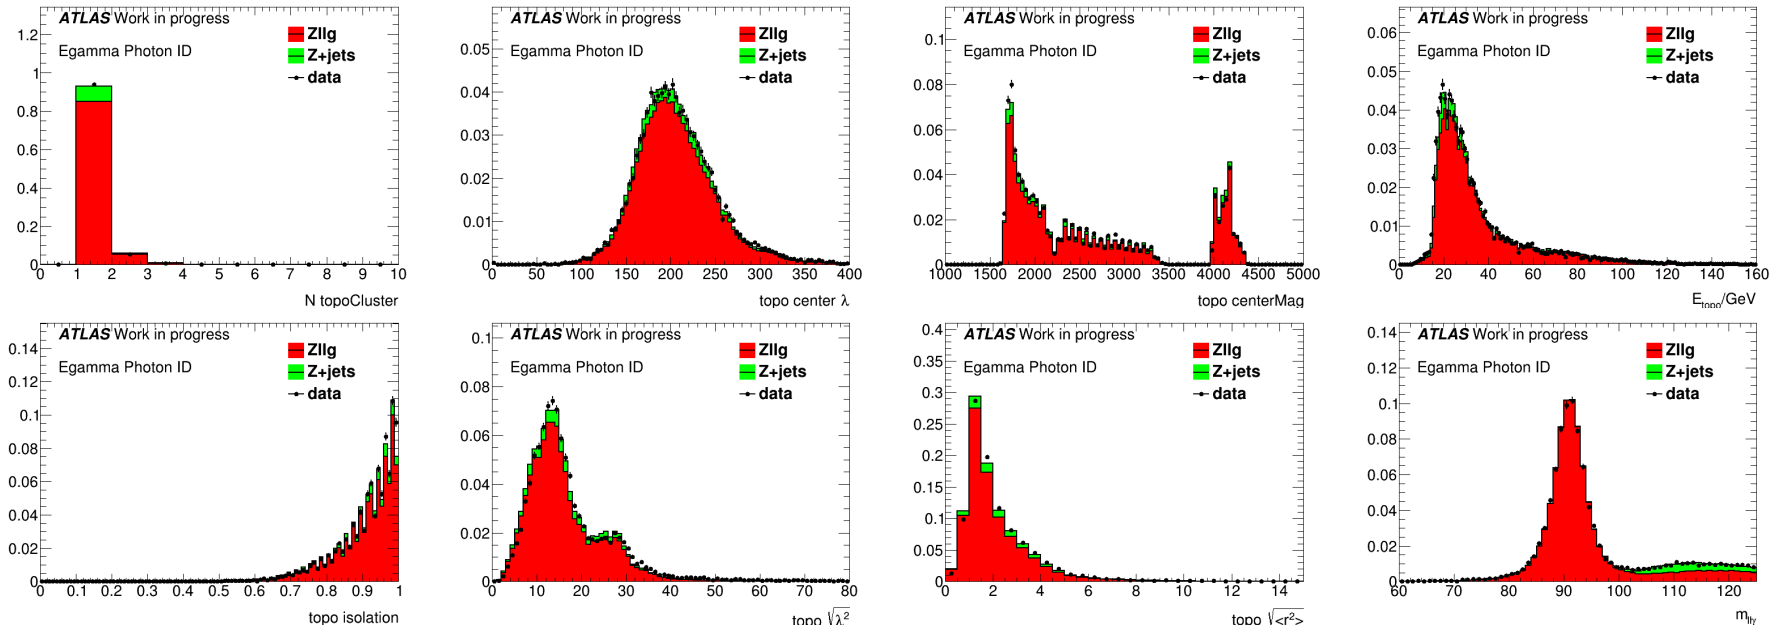 ATLAS Work in progress
Egamma Photon ID
Zllg
Z+jets
data
1.2
1
0.8
0.6
0.4
0.2
0
0 1 2 3 4 5 6 7 8 9 10
N topoCluster
ATLAS Work in progress
Egamma Photon ID
Zllg
Z+jets
data
0.05
0.04
0.03
0.02
0.01
0
0 50 100 150 200 250 300 350 400
topo center λ
ATLAS Work in progress
Egamma Photon ID
Zllg
Z+jets
data
0.1
0.08
0.06
0.04
0.02
0
1000 1500 2000 2500 3000 3500 4000 4500 5000
topo centerMag
ATLAS Work in progress
Egamma Photon ID
Zllg
Z+jets
data
0.06
0.05
0.04
0.03
0.02
0.01
0
0 20 40 60 80 100 120 140 160
E_topo/GeV
ATLAS Work in progress
Egamma Photon ID
Zllg
Z+jets
data
0.15
0.14
0.12
0.1
0.08
0.06
0.04
0.02
0
0 0.1 0.2 0.3 0.4 0.5 0.6 0.7 0.8 0.9 1
topo isolation
ATLAS Work in progress
Egamma Photon ID
Zllg
Z+jets
data
0.1
0.08
0.06
0.04
0.02
0
0 10 20 30 40 50 60 70 80
topo √λ²
ATLAS Work in progress
Egamma Photon ID
Zllg
Z+jets
data
0.4
0.35
0.3
0.25
0.2
0.15
0.1
0.05
0
0 2 4 6 8 10 12 14
topo √<r²>
ATLAS Work in progress
Egamma Photon ID
Zllg
Z+jets
data
0.14
0.12
0.1
0.08
0.06
0.04
0.02
0
60 70 80 90 100 110 120
m_llγ